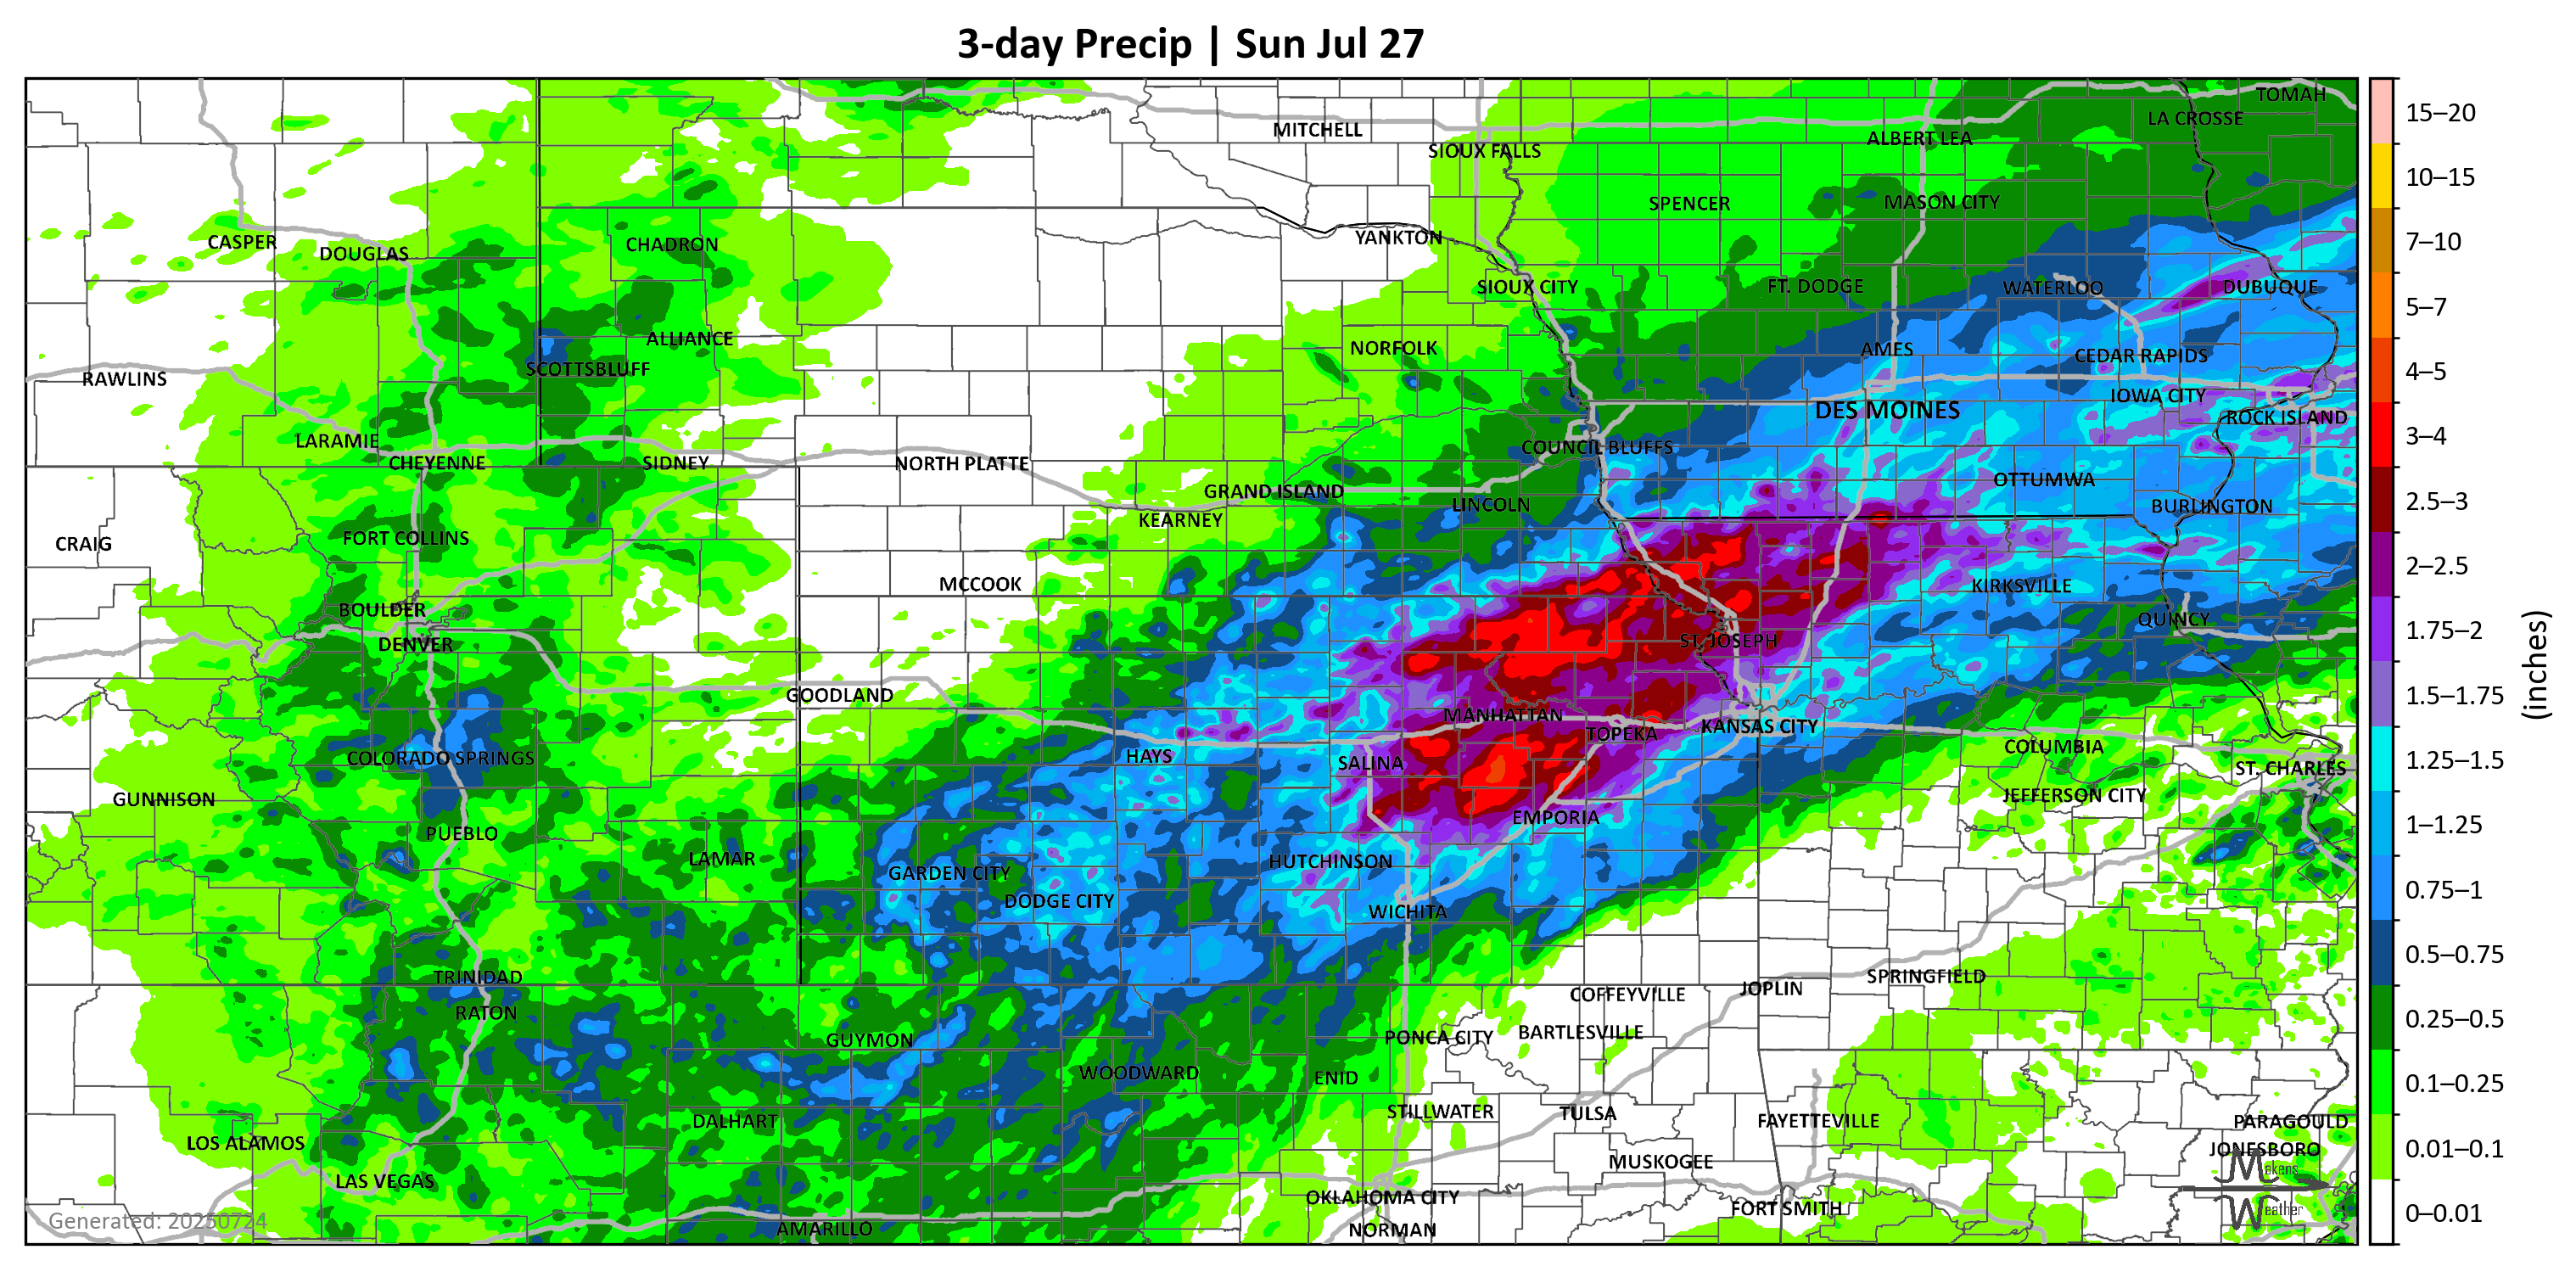 3-day Precip | Sun Jul 27
TOMAH
LA CROSSE
MITCHELL
ALBERT LEA
SIOUX FALLS
SPENCER
MASON CITY
CASPER
DOUGLAS
CHADRON
YANKTON
SIOUX CITY
FT. DODGE
WATERLOO
DUBUQUE
ALLIANCE
NORFOLK
AMES
CEDAR RAPIDS
RAWLINS
SCOTTSBLUFF
IOWA CITY
DES MOINES
ROCK ISLAND
LARAMIE
COUNCIL BLUFFS
CHEYENNE
SIDNEY
NORTH PLATTE
OTTUMWA
GRAND ISLAND
LINCOLN
BURLINGTON
KEARNEY
CRAIG
FORT COLLINS
MCCOOK
KIRKSVILLE
BOULDER
QUINCY
DENVER
ST. JOSEPH
GOODLAND
MANHATTAN
TOPEKA
KANSAS CITY
COLORADO SPRINGS
HAYS
SALINA
COLUMBIA
ST. CHARLES
GUNNISON
JEFFERSON CITY
EMPORIA
PUEBLO
LAMAR
HUTCHINSON
GARDEN CITY
DODGE CITY
WICHITA
TRINIDAD
SPRINGFIELD
JOPLIN
COFFEYVILLE
RATON
GUYMON
PONCA CITY
BARTLESVILLE
WOODWARD
ENID
DALHART
STILLWATER
TULSA
FAYETTEVILLE
PARAGOULD
LOS ALAMOS
JONESBORO
MUSKOGEE
LAS VEGAS
OKLAHOMA CITY
FORT SMITH
AMARILLO
NORMAN
Generated: 20250724
Mekens
Weather
15–20
10–15
7–10
5–7
4–5
3–4
2.5–3
2–2.5
1.75–2
1.5–1.75
1.25–1.5
1–1.25
0.75–1
0.5–0.75
0.25–0.5
0.1–0.25
0.01–0.1
0–0.01
(inches)